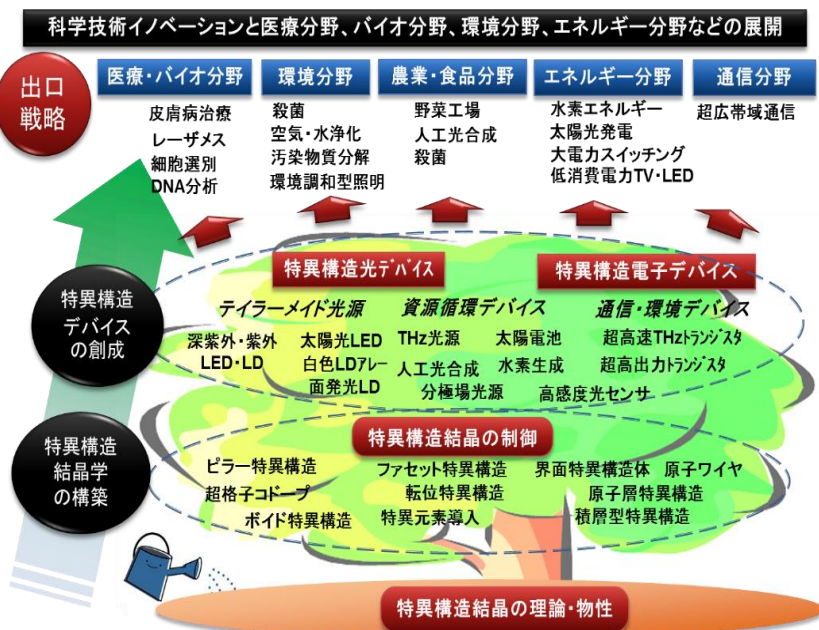 科学技術イノベーションと医療分野、バイオ分野、環境分野、エネルギー分野などの展開
出口
戦略
医療・バイオ分野
皮膚病治療
レーザメス
細胞選別
DNA分析
環境分野
殺菌
空気・水浄化
汚染物質分解
環境調和型照明
農業・食品分野
野菜工場
人工光合成
殺菌
エネルギー分野
水素エネルギー
太陽光発電
大電力スイッチング
低消費電力TV・LED
通信分野
超広帯域通信
特異構造
デバイス
の創成
特異構造光デバイス
特異構造電子デバイス
テイラーメイド光源
深紫外・紫外
LED・LD
太陽光LED
白色LDアレー
面発光LD
資源循環デバイス
THz光源
太陽電池
人工光合成
水素生成
分極場光源
通信・環境デバイス
超高速THzトランジスタ
超高出力トランジスタ
高感度光センサ
特異構造
結晶学
の構築
特異構造結晶の制御
ピラー特異構造
超格子コドープ
ボイド特異構造
ファセット特異構造
転位特異構造
特異元素導入
界面特異構造体
原子ワイヤ
原子層特異構造
積層型特異構造
特異構造結晶の理論・物性